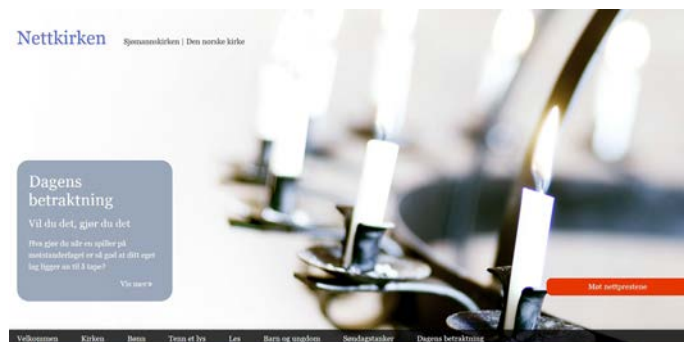 Nettkirken
Sjømannskirken | Den norske kirke
Dagens
betraktning
Vil du det, gjør du det
Hva gjør du når en spiller på
motstanderlaget er så god at ditt eget
lag ligger an til å tape?
Vis mer»
Møt nettprestene
Velkommen Kirken Bønn Tenn et lys Les Barn og ungdom Søndagstanker Dagens betraktning